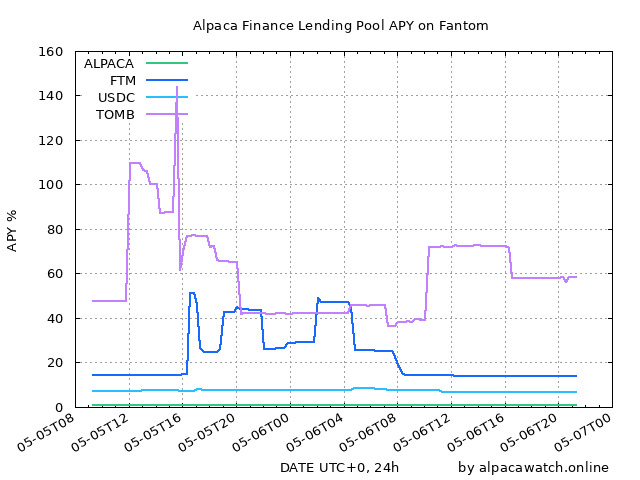 Alpaca Finance Lending Pool APY on Fantom
160
140
120
100
80
60
40
20
0
APY %
ALPACA
FTM
USDC
TOMB
05-05T08
05-05T12
05-05T16
05-05T20
05-06T00
05-06T04
05-06T08
05-06T12
05-06T16
05-06T20
05-07T00
DATE UTC+0, 24h
by alpacawatch.online